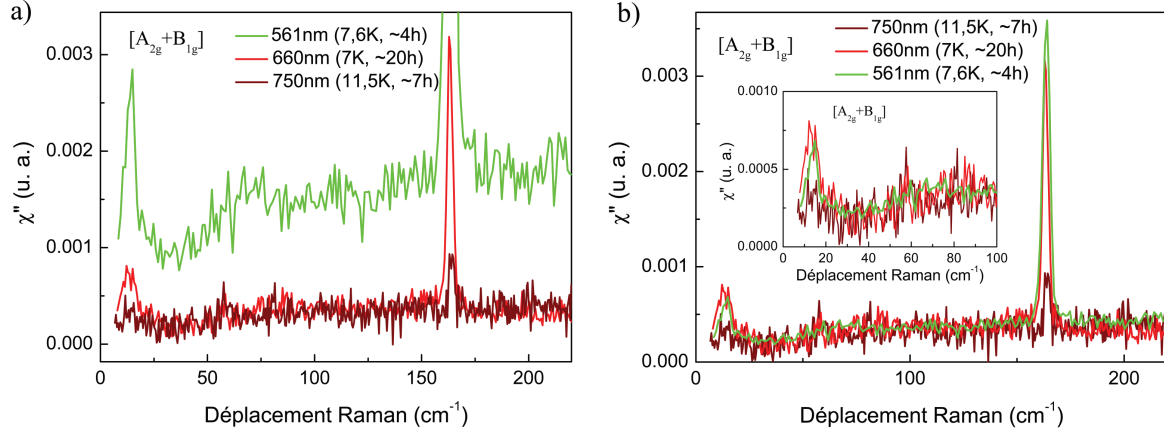 a)
[A2g+B1g]
561nm (7,6K, ~4h)
660nm (7K, ~20h)
750nm (11,5K, ~7h)
0.003
0.002
0.001
0.000
χ" (u. a.)
0 50 100 150 200
Déplacement Raman (cm-1)
b)
[A2g+B1g]
750nm (11,5K, ~7h)
660nm (7K, ~20h)
561nm (7,6K, ~4h)
0.003
0.002
0.001
0.000
χ" (u. a.)
0.0010
0.0005
0.0000
χ" (u. a.)
[A2g+B1g]
0 20 40 60 80 100
Déplacement Raman (cm-1)
0 100 200
Déplacement Raman (cm-1)